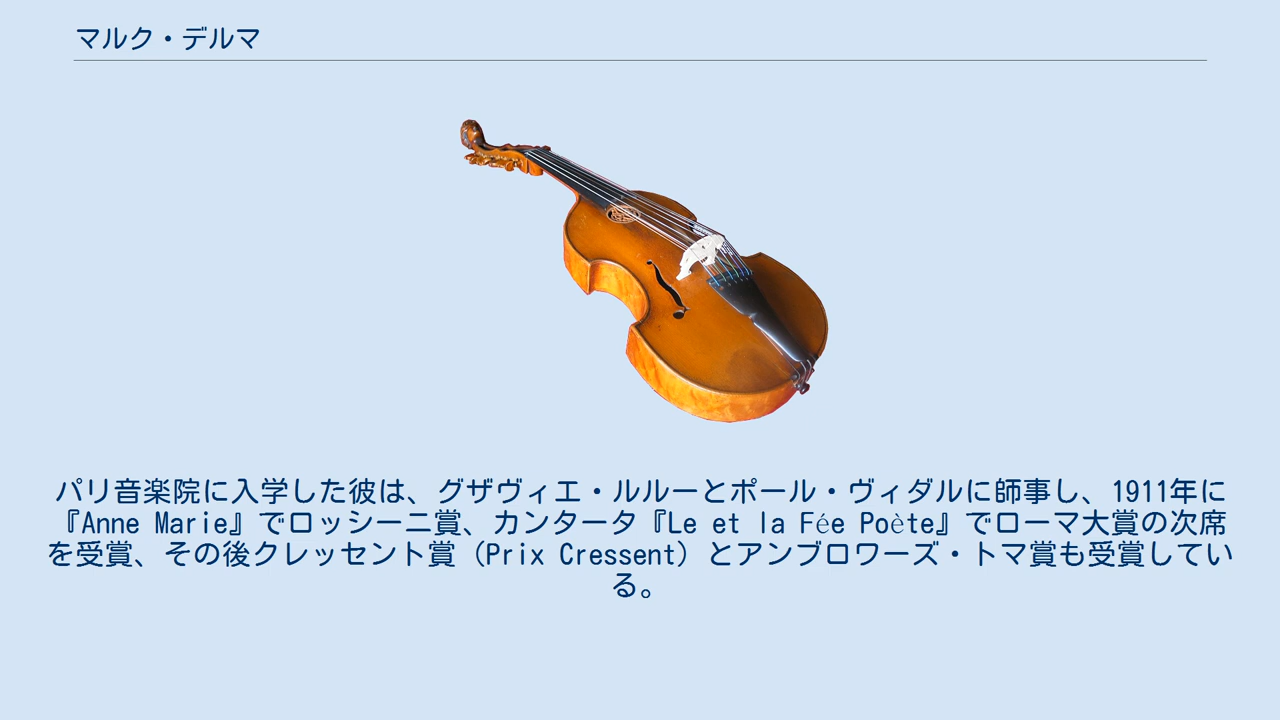 マルク・デルマ
パリ音楽院に入学した彼は、グザヴィエ・ルルーとポール・ヴィダルに師事し、1911年に
『Anne Marie』でロッシーニ賞、カンタータ『Le et la Fée Poète』でローマ大賞の次席
を受賞、その後クレッセント賞（Prix Cressent）とアンブロワーズ・トマ賞も受賞してい
る。